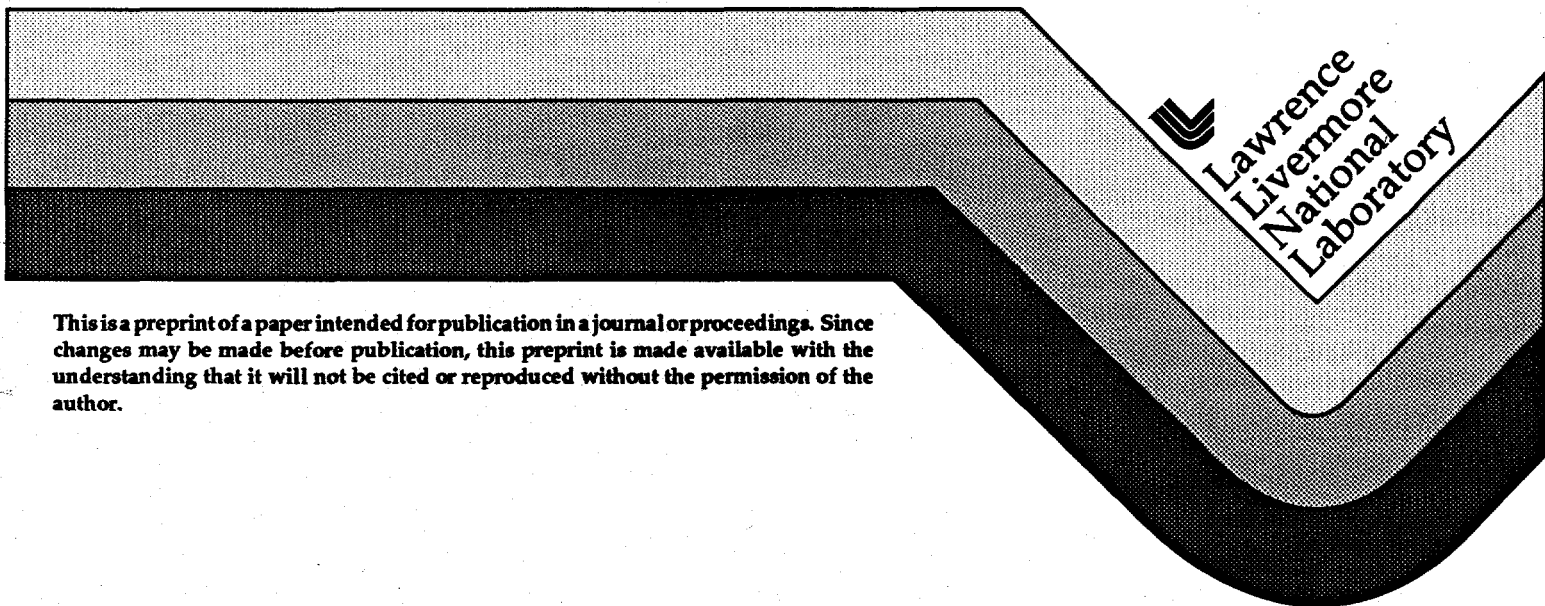 Lawrence
Livermore
National
Laboratory
This is a preprint of a paper intended for publication in a journal or proceedings. Since
changes may be made before publication, this preprint is made available with the
understanding that it will not be cited or reproduced without the permission of the
author.